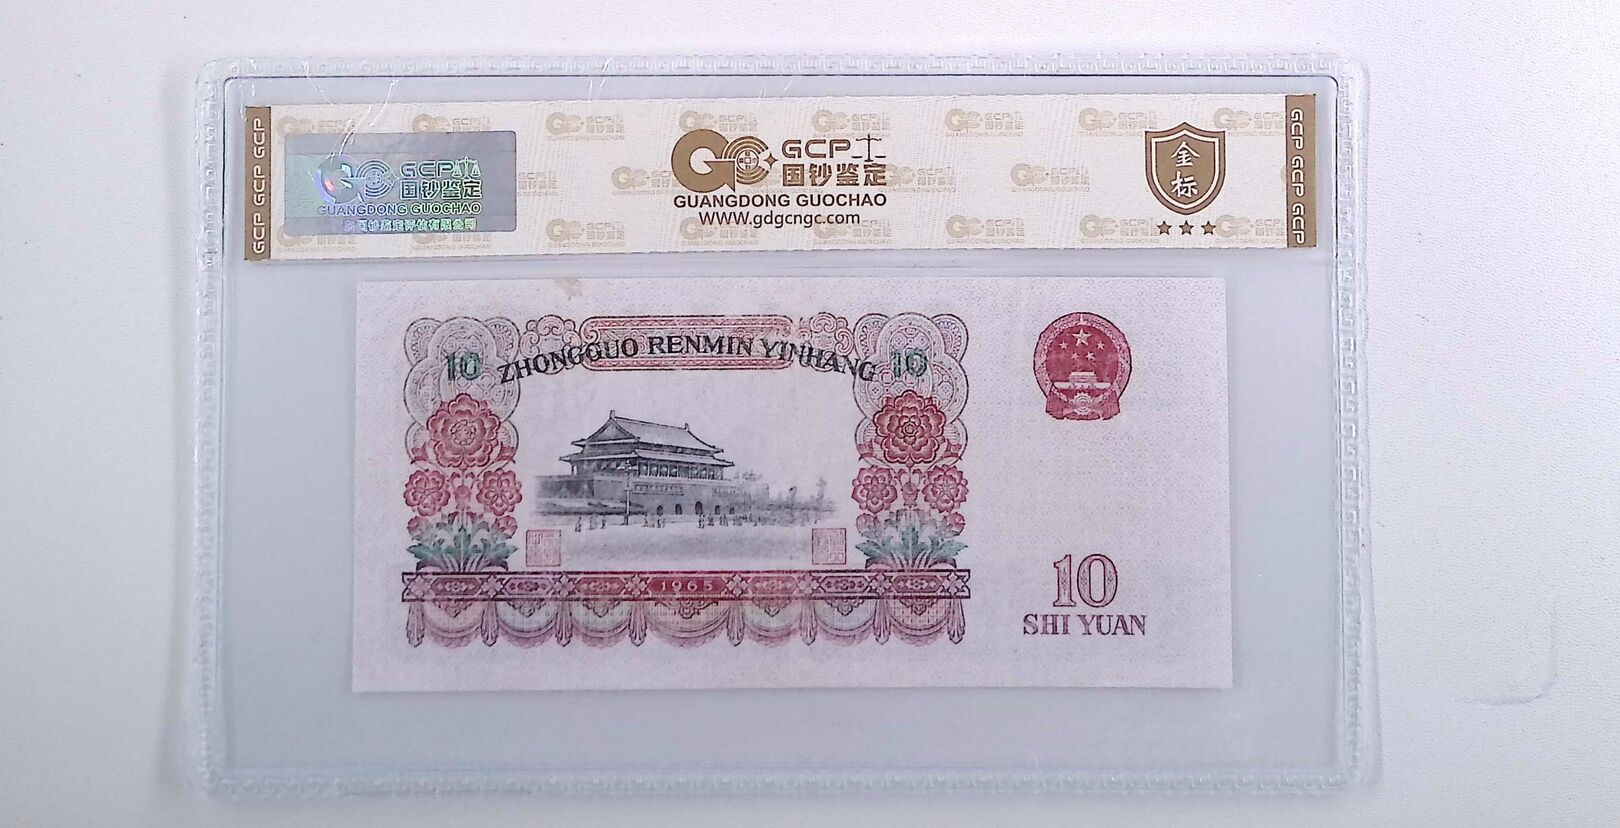 GCP GCP GCP
GCP
国钞鉴定
GUANGDONG GUOCHAO
GCP
国钞鉴定
GUANGDONG GUOCHAO
WWW.gdgcngc.com
金标
GCP GCP GCP
10 ZHONGGUO RENMIN YINHANG 10
1965
10
SHI YUAN